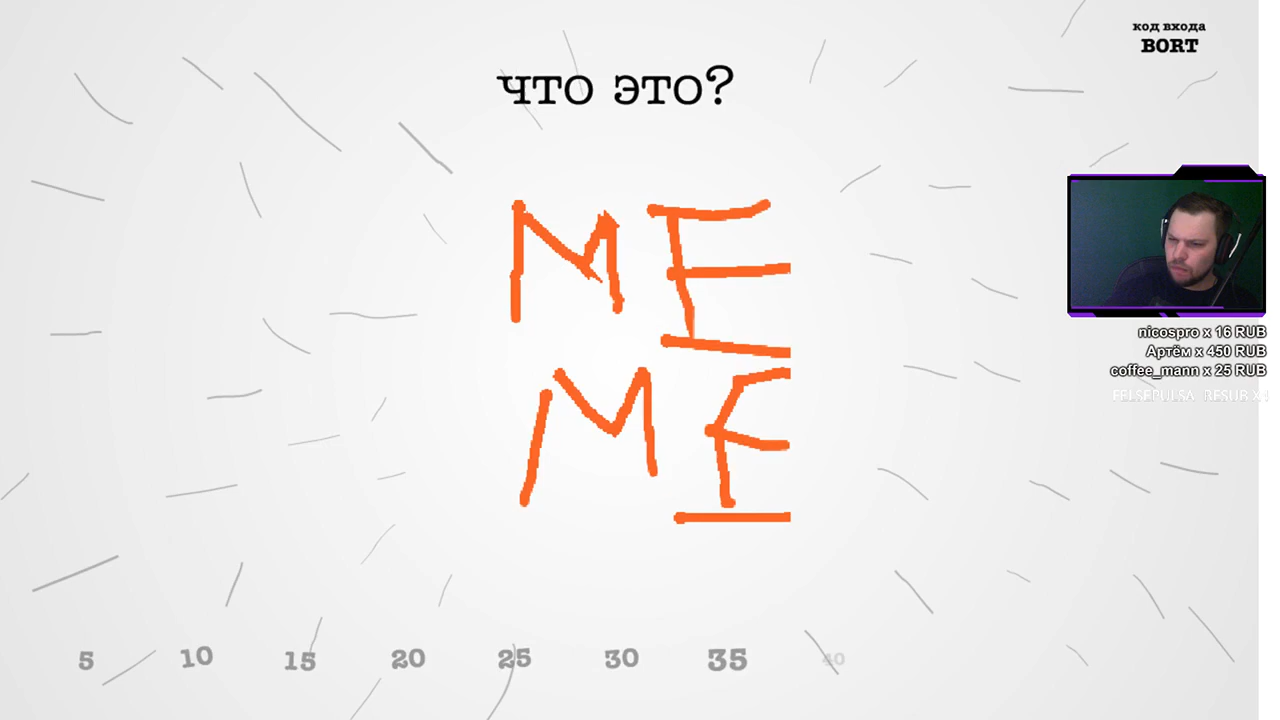 код входа
BORT
что это?
ME
ME
nicospro x 16 RUB
Артём x 450 RUB
coffee_mann x 25 RUB
5 10 15 20 25 30 35 40